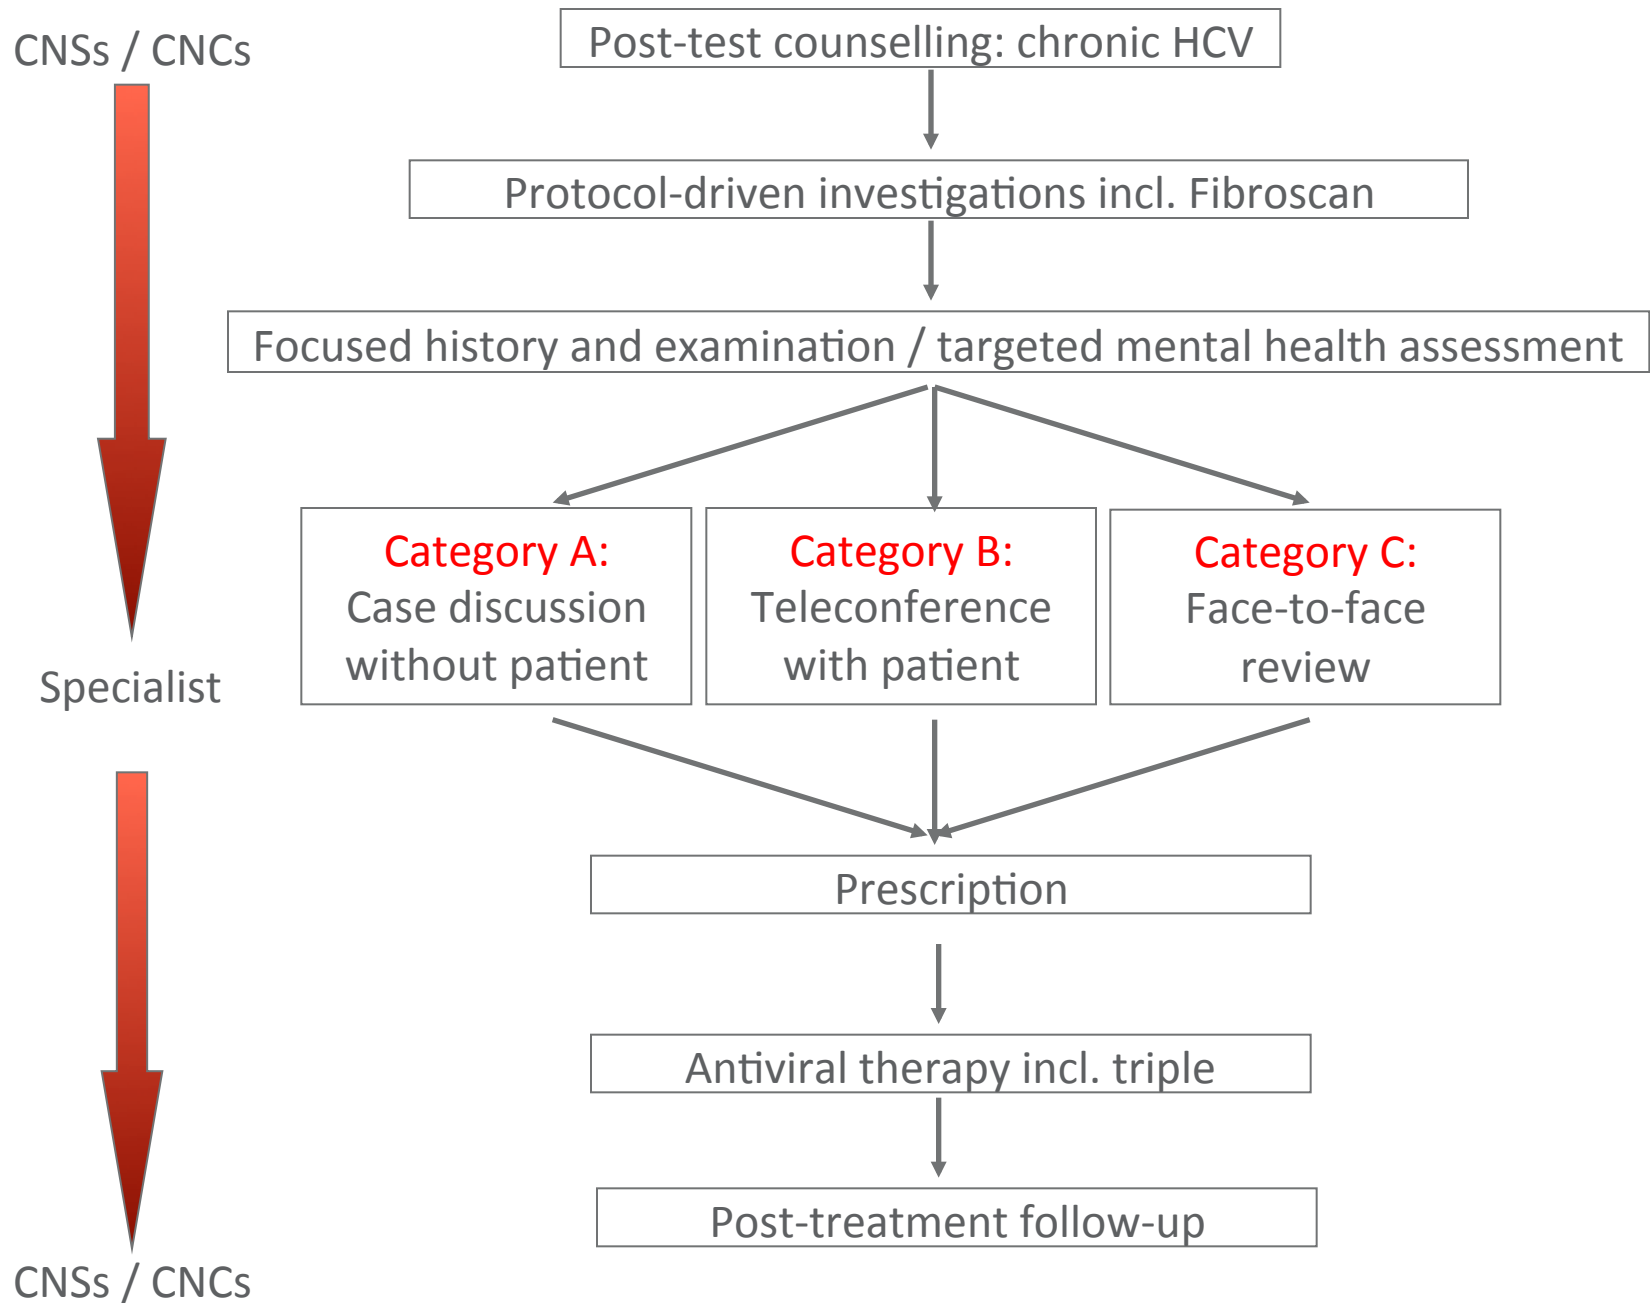 CNSs / CNCs
Post-test counselling: chronic HCV
Protocol-driven investigations incl. Fibroscan
Focused history and examination / targeted mental health assessment
Category A:
Case discussion
without patient
Category B:
Teleconference
with patient
Category C:
Face-to-face
review
Specialist
Prescription
Antiviral therapy incl. triple
Post-treatment follow-up
CNSs / CNCs